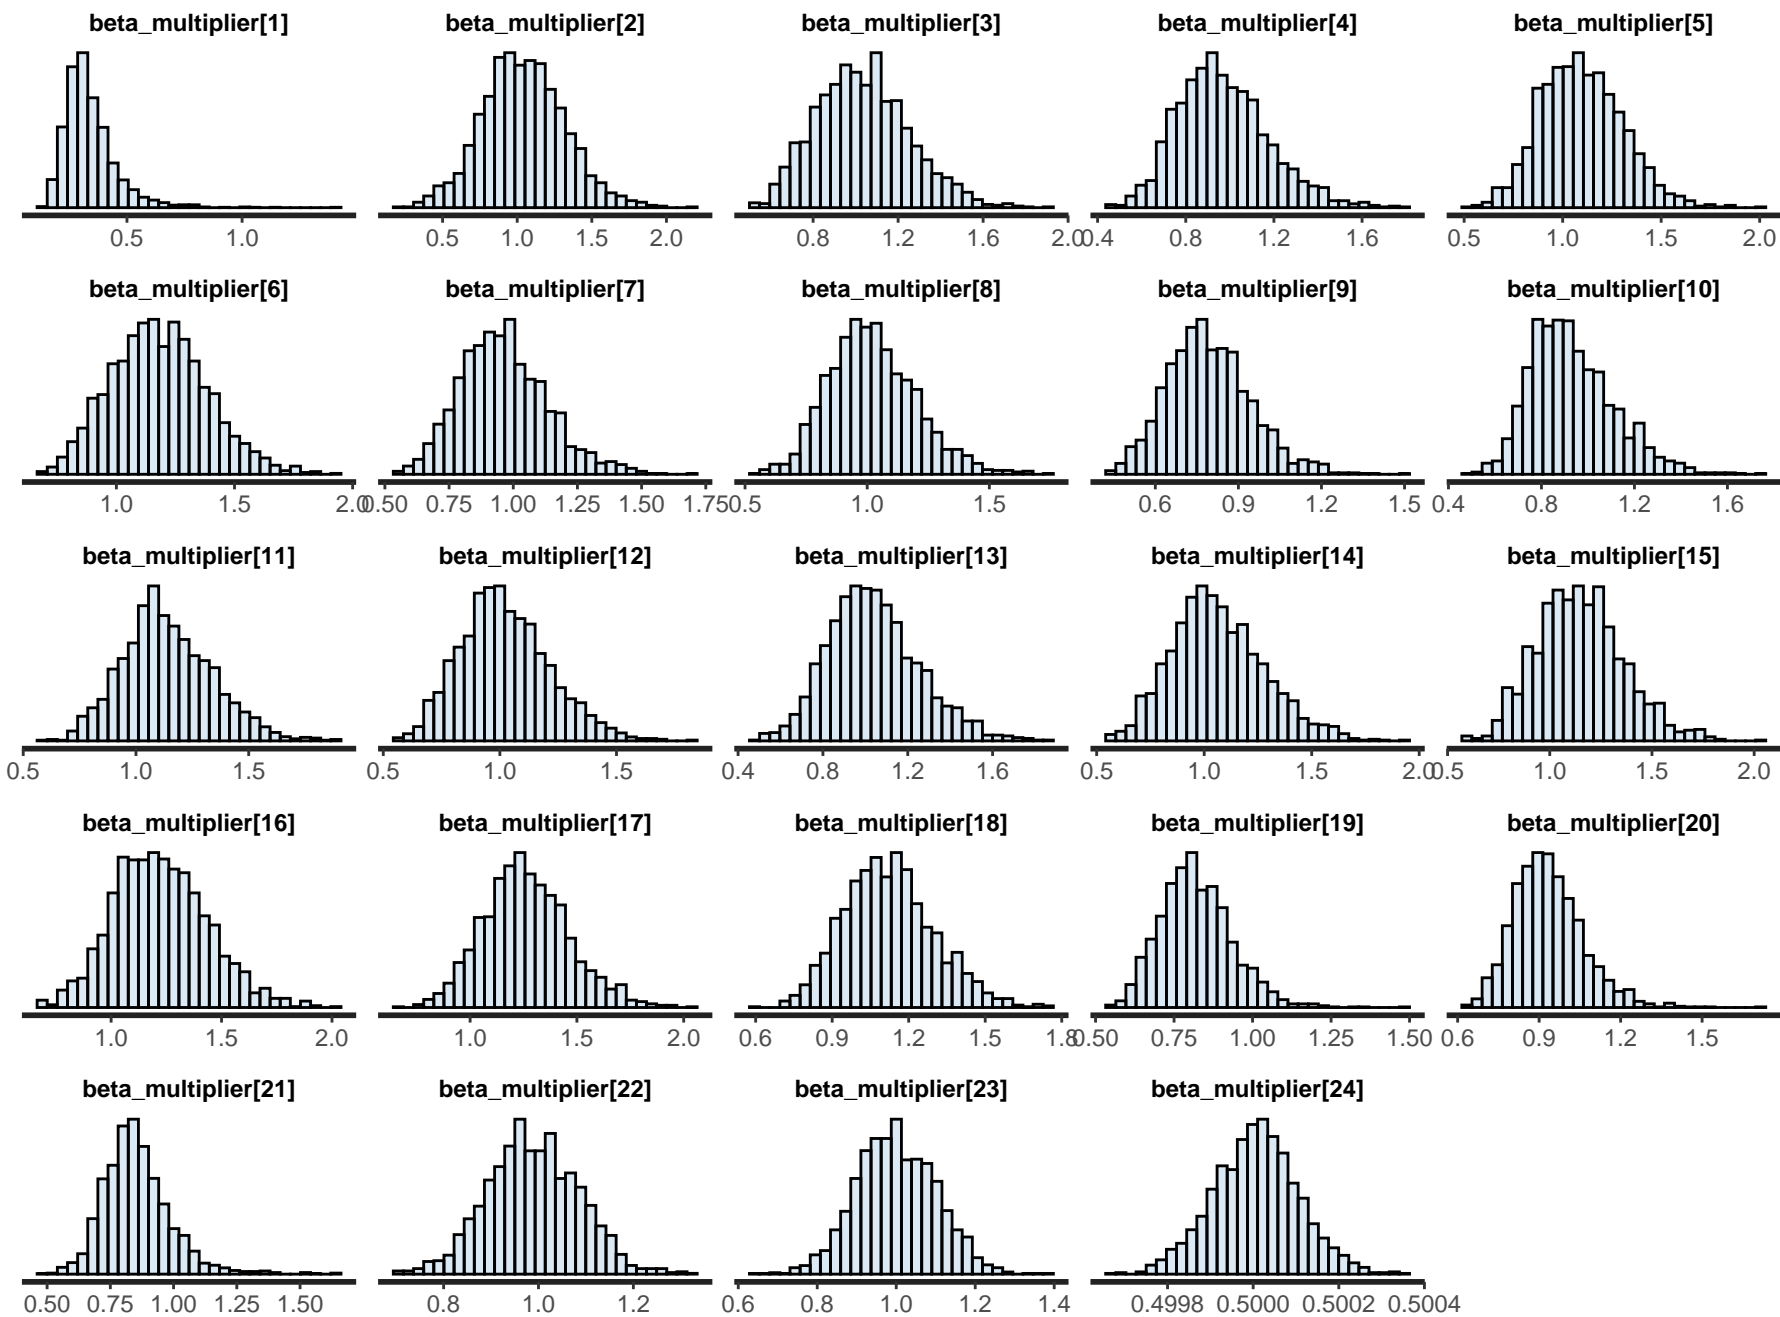 beta_multiplier[1] beta_multiplier[2] beta_multiplier[3] beta_multiplier[4] beta_multiplier[5]
0.5 1.0 0.5 1.0 1.5 2.0 0.8 1.2 1.6 2.0 0.4 0.8 1.2 1.6 0.5 1.0 1.5 2.0
beta_multiplier[6] beta_multiplier[7] beta_multiplier[8] beta_multiplier[9] beta_multiplier[10]
1.0 1.5 2.0 0.50 0.75 1.00 1.25 1.50 1.75 0.5 1.0 1.5 0.6 0.9 1.2 1.5 0.4 0.8 1.2 1.6
beta_multiplier[11] beta_multiplier[12] beta_multiplier[13] beta_multiplier[14] beta_multiplier[15]
0.5 1.0 1.5 0.5 1.0 1.5 0.4 0.8 1.2 1.6 0.5 1.0 1.5 2.0 0.5 1.0 1.5 2.0
beta_multiplier[16] beta_multiplier[17] beta_multiplier[18] beta_multiplier[19] beta_multiplier[20]
1.0 1.5 2.0 1.0 1.5 2.0 0.6 0.9 1.2 1.5 1.8 0.50 0.75 1.00 1.25 1.50 0.6 0.9 1.2 1.5
beta_multiplier[21] beta_multiplier[22] beta_multiplier[23] beta_multiplier[24]
0.50 0.75 1.00 1.25 1.50 0.8 1.0 1.2 0.6 0.8 1.0 1.2 1.4 0.4998 0.5000 0.5002 0.5004